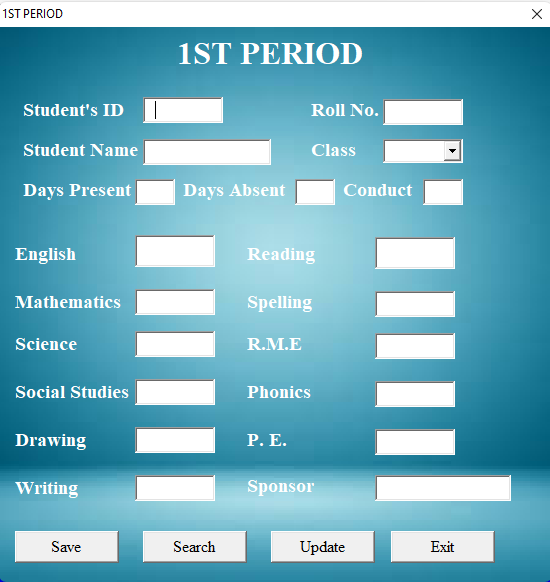 1ST PERIOD
1ST PERIOD
Student's ID Roll No.
Student Name Class
Days Present Days Absent Conduct
English Reading
Mathematics Spelling
Science R.M.E
Social Studies Phonics
Drawing P. E.
Writing Sponsor
Save Search Update Exit